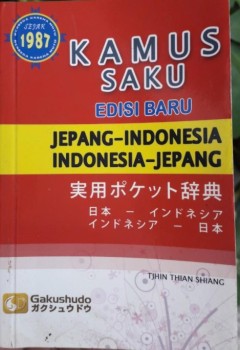 SEJAK
1987
KAMUS
SAKU
EDISI BARU
JEPANG-INDONESIA
INDONESIA-JEPANG
実用ポケット辞典
日本 − インドネシア
インドネシア − 日本
TJHIN THIAN SHIANG
Gakushudo
ガクシュウドウ